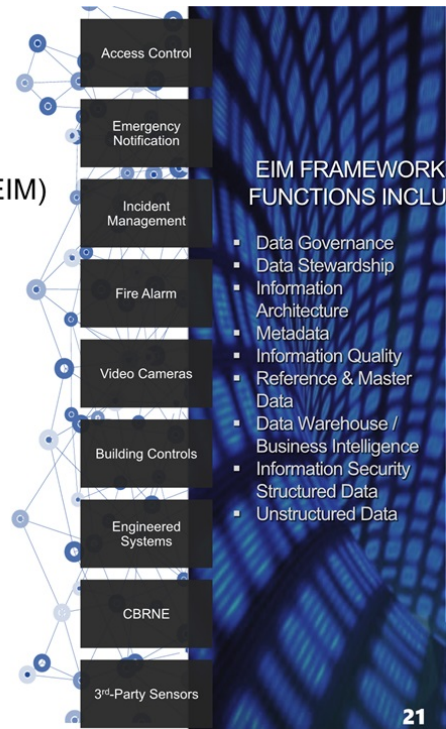 EIM)
Access Control
Emergency
Notification
Incident
Management
Fire Alarm
Video Cameras
Building Controls
Engineered
Systems
CBRNE
3rd-Party Sensors
EIM FRAMEWORK
FUNCTIONS INCLU
▪ Data Governance
▪ Data Stewardship
▪ Information
Architecture
▪ Metadata
▪ Information Quality
▪ Reference & Master
Data
▪ Data Warehouse /
Business Intelligence
▪ Information Security
Structured Data
▪ Unstructured Data
21